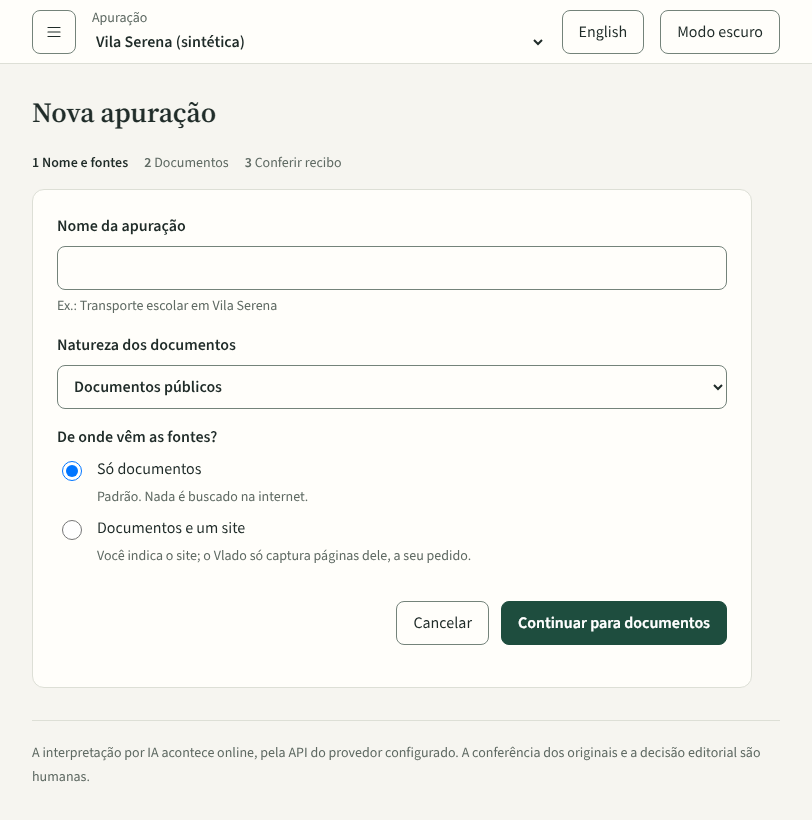 Apuração
Vila Serena (sintética)
English
Modo escuro
Nova apuração
1 Nome e fontes 2 Documentos 3 Conferir recibo
Nome da apuração
Ex.: Transporte escolar em Vila Serena
Natureza dos documentos
Documentos públicos
De onde vêm as fontes?
Só documentos
Padrão. Nada é buscado na internet.
Documentos e um site
Você indica o site; o Vlado só captura páginas dele, a seu pedido.
Cancelar
Continuar para documentos
A interpretação por IA acontece online, pela API do provedor configurado. A conferência dos originais e a decisão editorial são
humanas.